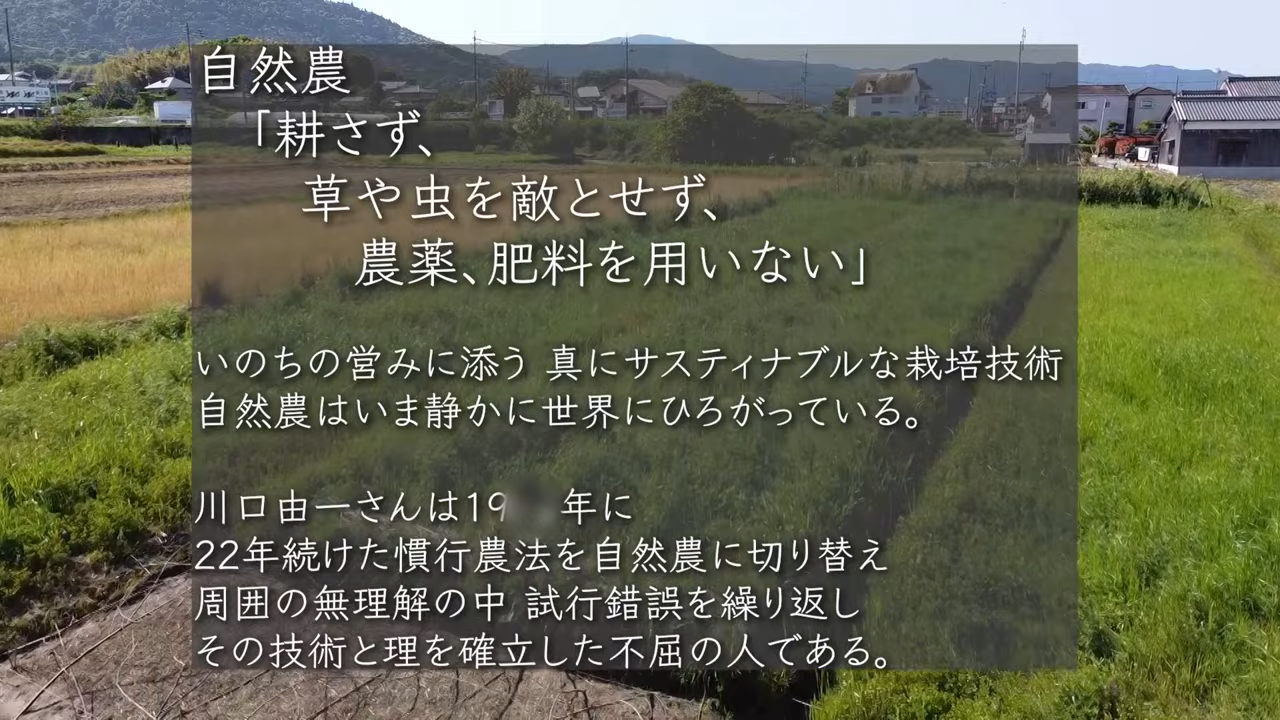 自然農
「耕さず、
草や虫を敵とせず、
農薬、肥料を用いない」
いのちの営みに添う 真にサスティナブルな栽培技術
自然農はいま静かに世界にひろがっている。
川口由一さんは19 年に
22年続けた慣行農法を自然農に切り替え
周囲の無理解の中 試行錯誤を繰り返し
その技術と理を確立した不屈の人である。